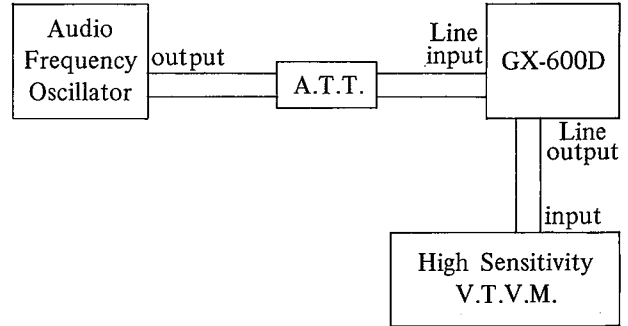 Audio
Frequency
Oscillator
output
A.T.T.
Line
input
GX-600D
Line
output
input
High Sensitivity
V.T.V.M.